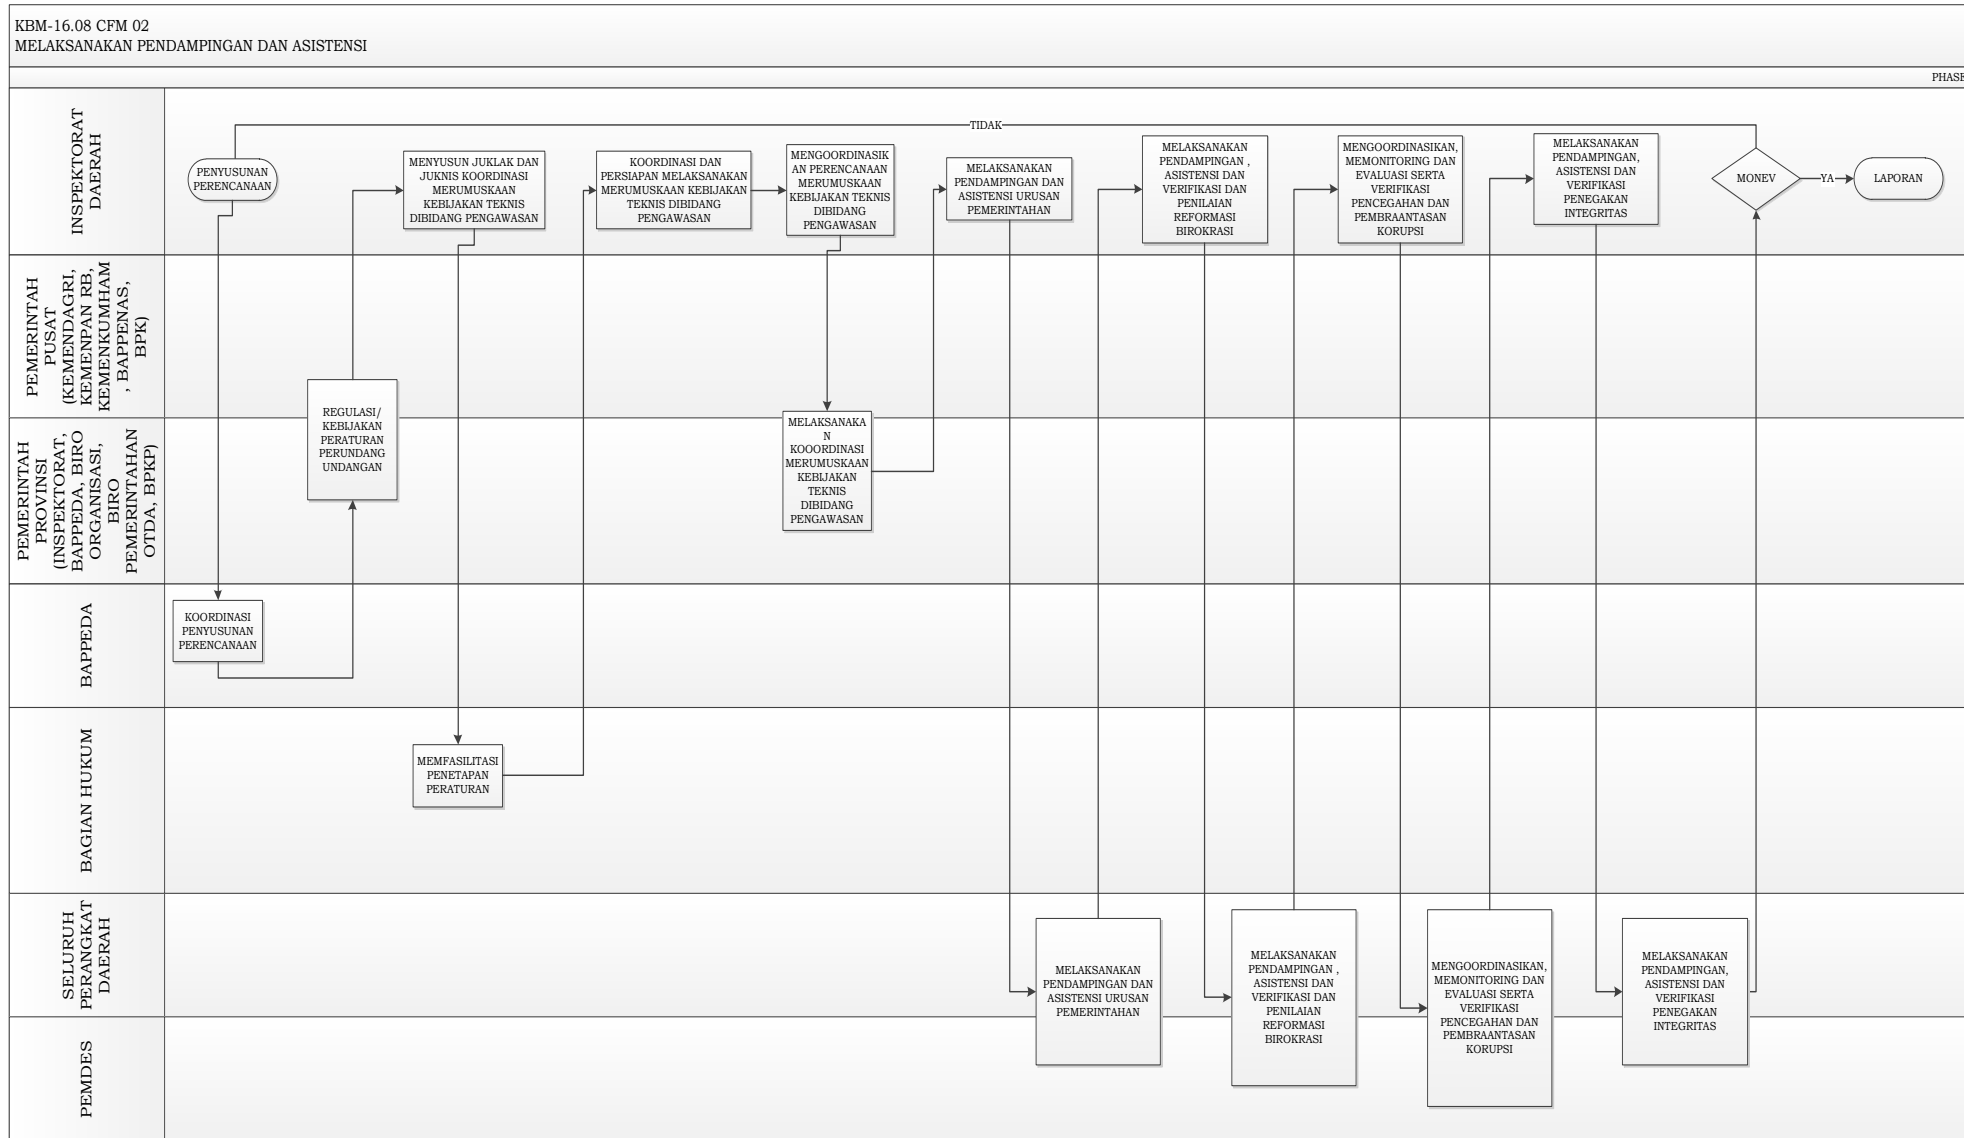 KBM-16.08 CFM 02
MELAKSANAKAN PENDAMPINGAN DAN ASISTENSI
PHASE
INSPEKTORAT
DAERAH
TIDAK
PENYUSUNAN
PERENCANAAN
MENYUSUN JUKLAK DAN
JUKNIS KOORDINASI
MERUMUSKAAN
KEBIJAKAN TEKNIS
DIBIDANG PENGAWASAN
KOORDINASI DAN
PERSIAPAN MELAKSANAKAN
MERUMUSKAAN KEBIJAKAN
TEKNIS DIBIDANG
PENGAWASAN
MENGOORDINASIK
AN PERENCANAAN
MERUMUSKAAN
KEBIJAKAN TEKNIS
DIBIDANG
PENGAWASAN
MELAKSANAKAN
PENDAMPINGAN DAN
ASISTENSI URUSAN
PEMERINTAHAN
MELAKSANAKAN
PENDAMPINGAN ,
ASISTENSI DAN
VERIFIKASI DAN
PENILAIAN
REFORMASI
BIROKRASI
MENGOORDINASIKAN,
MEMONITORING DAN
EVALUASI SERTA
VERIFIKASI
PENCEGAHAN DAN
PEMBRAANTASAN
KORUPSI
MELAKSANAKAN
PENDAMPINGAN,
ASISTENSI DAN
VERIFIKASI
PENEGAKAN
INTEGRITAS
MONEV
YA
LAPORAN
PEMERINTAH
PUSAT
(KEMENDAGRI,
KEMENPAN RB,
KEMENKUMHAM
, BAPPENAS,
BPK)
REGULASI/
KEBIJAKAN
PERATURAN
PERUNDANG
UNDANGAN
PEMERINTAH
PROVINSI
(INSPEKTORAT,
BAPPEDA, BIRO
ORGANISASI,
BIRO
PEMERINTAHAN
OTDA, BPKP)
MELAKSANAKA
N
KOOORDINASI
MERUMUSKAAN
KEBIJAKAN
TEKNIS
DIBIDANG
PENGAWASAN
BAPPEDA
KOORDINASI
PENYUSUNAN
PERENCANAAN
BAGIAN HUKUM
MEMFASILITASI
PENETAPAN
PERATURAN
SELURUH
PERANGKAT
DAERAH
MELAKSANAKAN
PENDAMPINGAN DAN
ASISTENSI URUSAN
PEMERINTAHAN
MELAKSANAKAN
PENDAMPINGAN ,
ASISTENSI DAN
VERIFIKASI DAN
PENILAIAN
REFORMASI
BIROKRASI
MENGOORDINASIKAN,
MEMONITORING DAN
EVALUASI SERTA
VERIFIKASI
PENCEGAHAN DAN
PEMBRAANTASAN
KORUPSI
MELAKSANAKAN
PENDAMPINGAN,
ASISTENSI DAN
VERIFIKASI
PENEGAKAN
INTEGRITAS
PEMDES